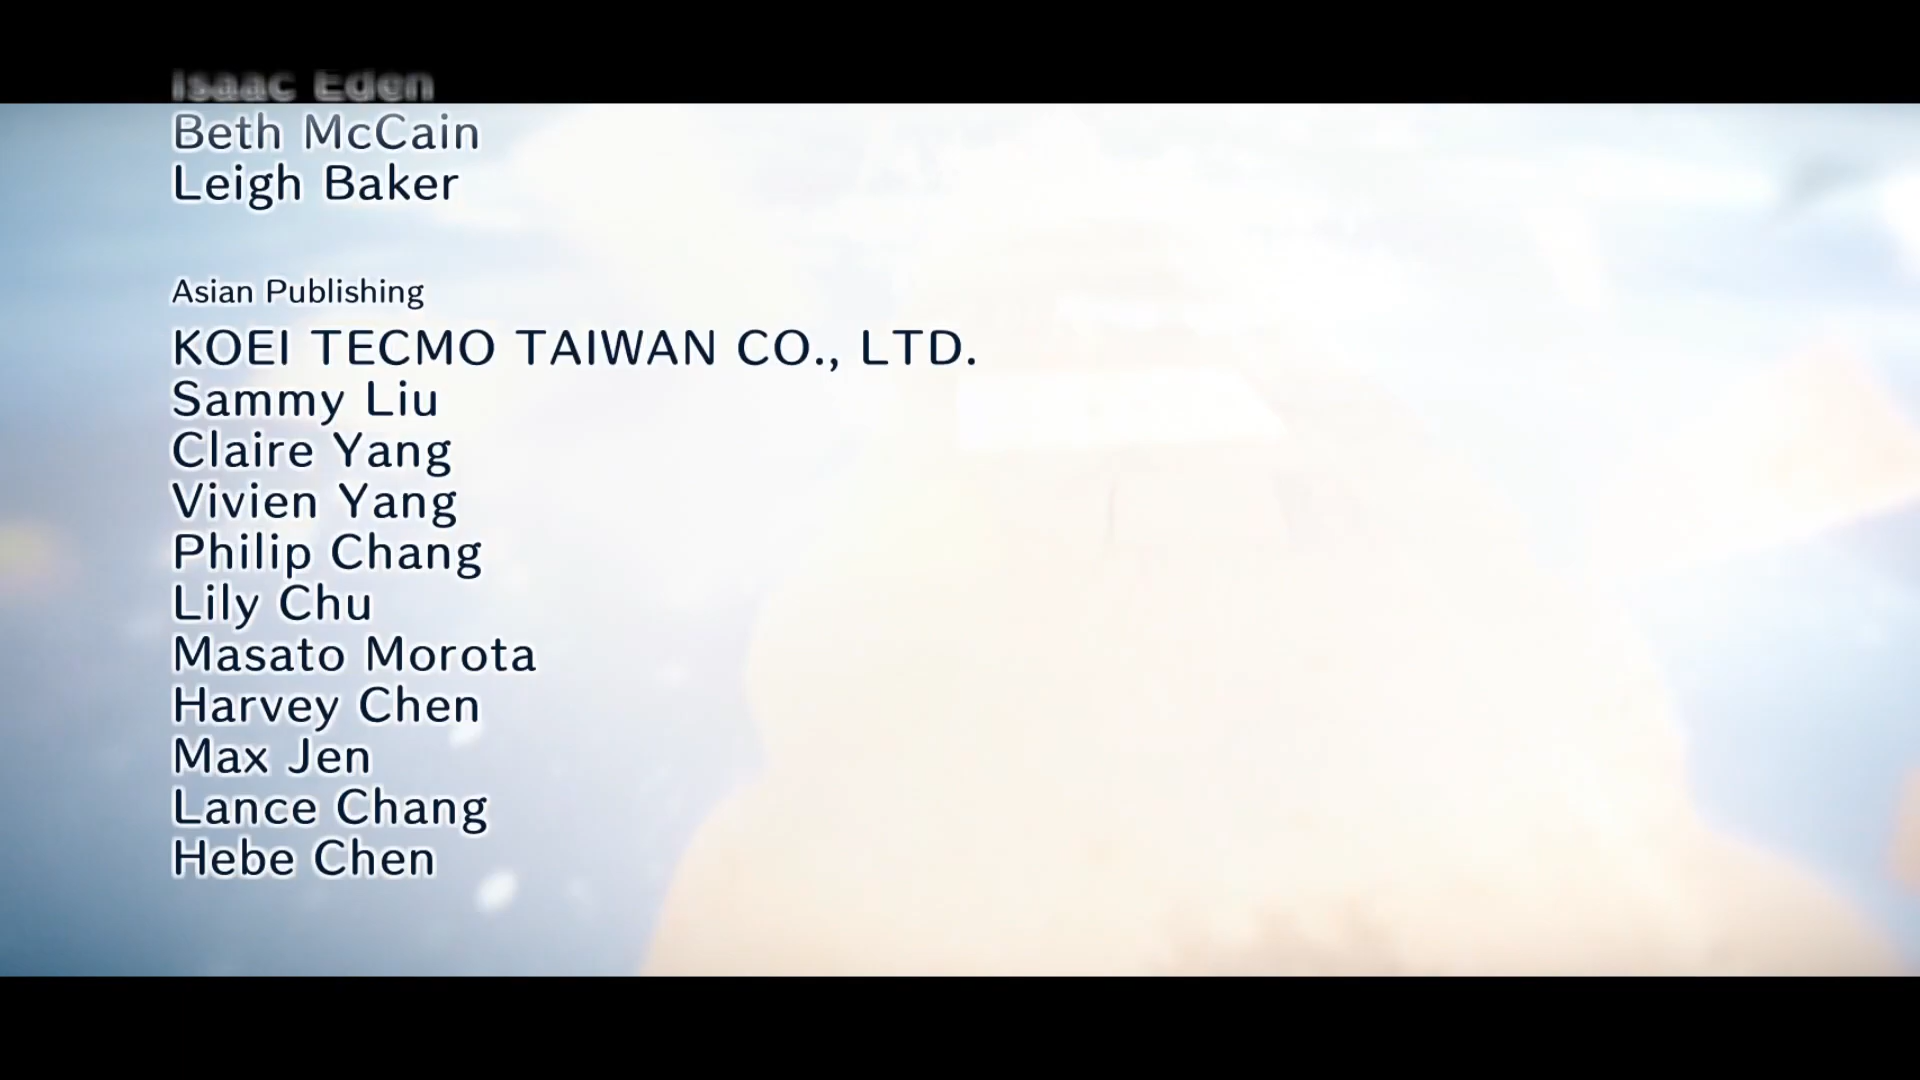 Isaac Eden
Beth McCain
Leigh Baker
Asian Publishing
KOEI TECMO TAIWAN CO., LTD.
Sammy Liu
Claire Yang
Vivien Yang
Philip Chang
Lily Chu
Masato Morota
Harvey Chen
Max Jen
Lance Chang
Hebe Chen